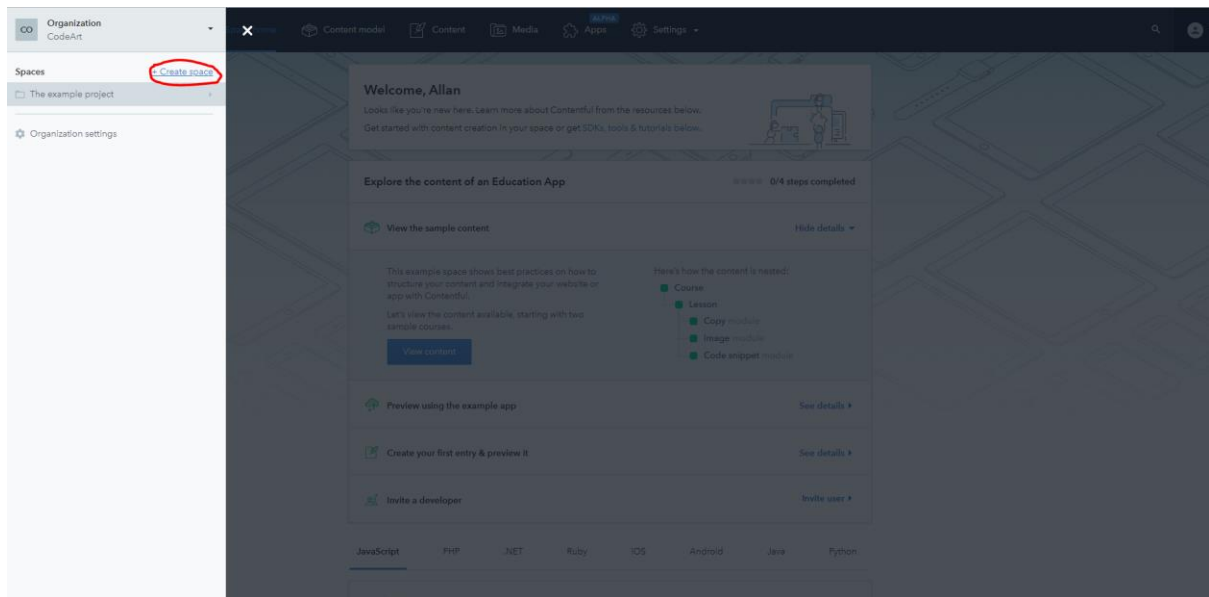 CO
Organization
CodeArt
Content model
Content
Media
ALPHA
Apps
Settings
Spaces
+ Create space
The example project
Organization settings
Welcome, Allan
Looks like you're new here. Learn more about Contentful from the resources below.
Get started with content creation in your space or get SDKs, tools & tutorials below.
Explore the content of an Education App
0/4 steps completed
View the sample content
Hide details
This example space shows best practices on how to
structure your content and integrate your website or
app with Contentful.
Let's view the content available, starting with two
sample courses.
View content
Here's how the content is nested:
Course
Lesson
Copy module
Image module
Code snippet module
Preview using the example app
See details
Create your first entry & preview it
See details
Invite a developer
Invite user
JavaScript
PHP
.NET
Ruby
iOS
Android
Java
Python